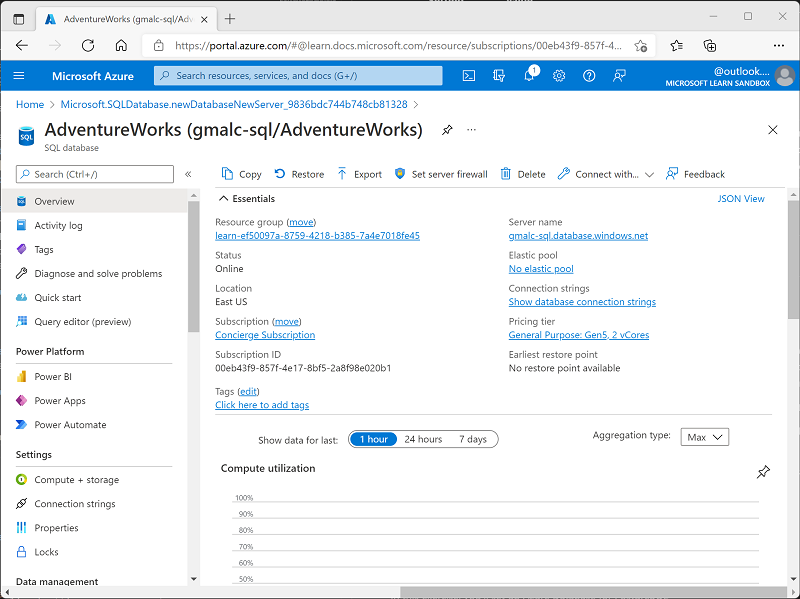 AdventureWorks (gmalc-sql/Adv
https://portal.azure.com/#@learn.docs.microsoft.com/resource/subscriptions/00eb43f9-857f-4...
Microsoft Azure
Search resources, services, and docs (G+/)
1
@outlook....
MICROSOFT LEARN SANDBOX
Home > Microsoft.SQLDatabase.newDatabaseNewServer_9836bdc744b748cb81328 >
SQL
AdventureWorks (gmalc-sql/AdventureWorks)
SQL database
Search (Ctrl+/)
Copy Restore Export Set server firewall Delete Connect with... Feedback
Overview
Activity log
Tags
Diagnose and solve problems
Quick start
Query editor (preview)
Power Platform
Power BI
Power Apps
Power Automate
Settings
Compute + storage
Connection strings
Properties
Locks
Data management
Essentials
JSON View
Resource group (move)
learn-ef50097a-8759-4218-b385-7a4e7018fe45
Status
Online
Location
East US
Subscription (move)
Concierge Subscription
Subscription ID
00eb43f9-857f-4e17-8bf5-2a8f98e020b1
Tags (edit)
Click here to add tags
Server name
gmalc-sql.database.windows.net
Elastic pool
No elastic pool
Connection strings
Show database connection strings
Pricing tier
General Purpose: Gen5, 2 vCores
Earliest restore point
No restore point available
Show data for last: 1 hour 24 hours 7 days
Aggregation type: Max
Compute utilization
100%
90%
80%
70%
60%
50%